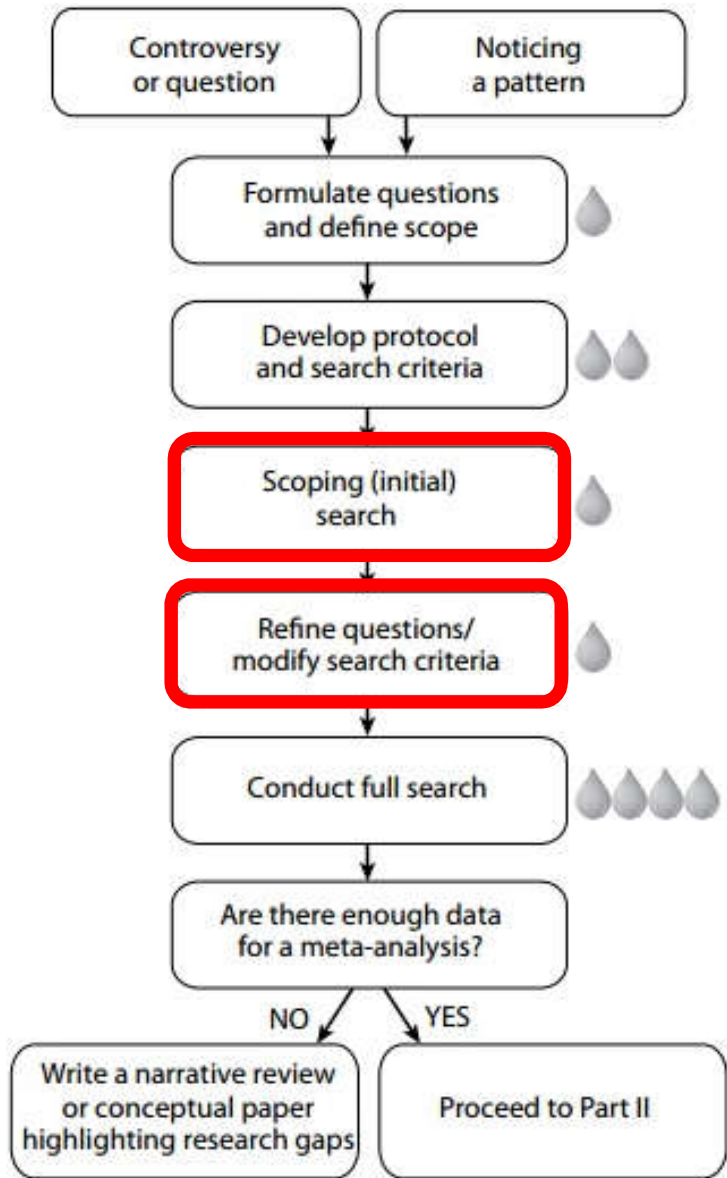 Controversy
or question
Noticing
a pattern
Formulate questions
and define scope
Develop protocol
and search criteria
Scoping (initial)
search
Refine questions/
modify search criteria
Conduct full search
Are there enough data
for a meta-analysis?
NO
YES
Write a narrative review
or conceptual paper
highlighting research gaps
Proceed to Part II